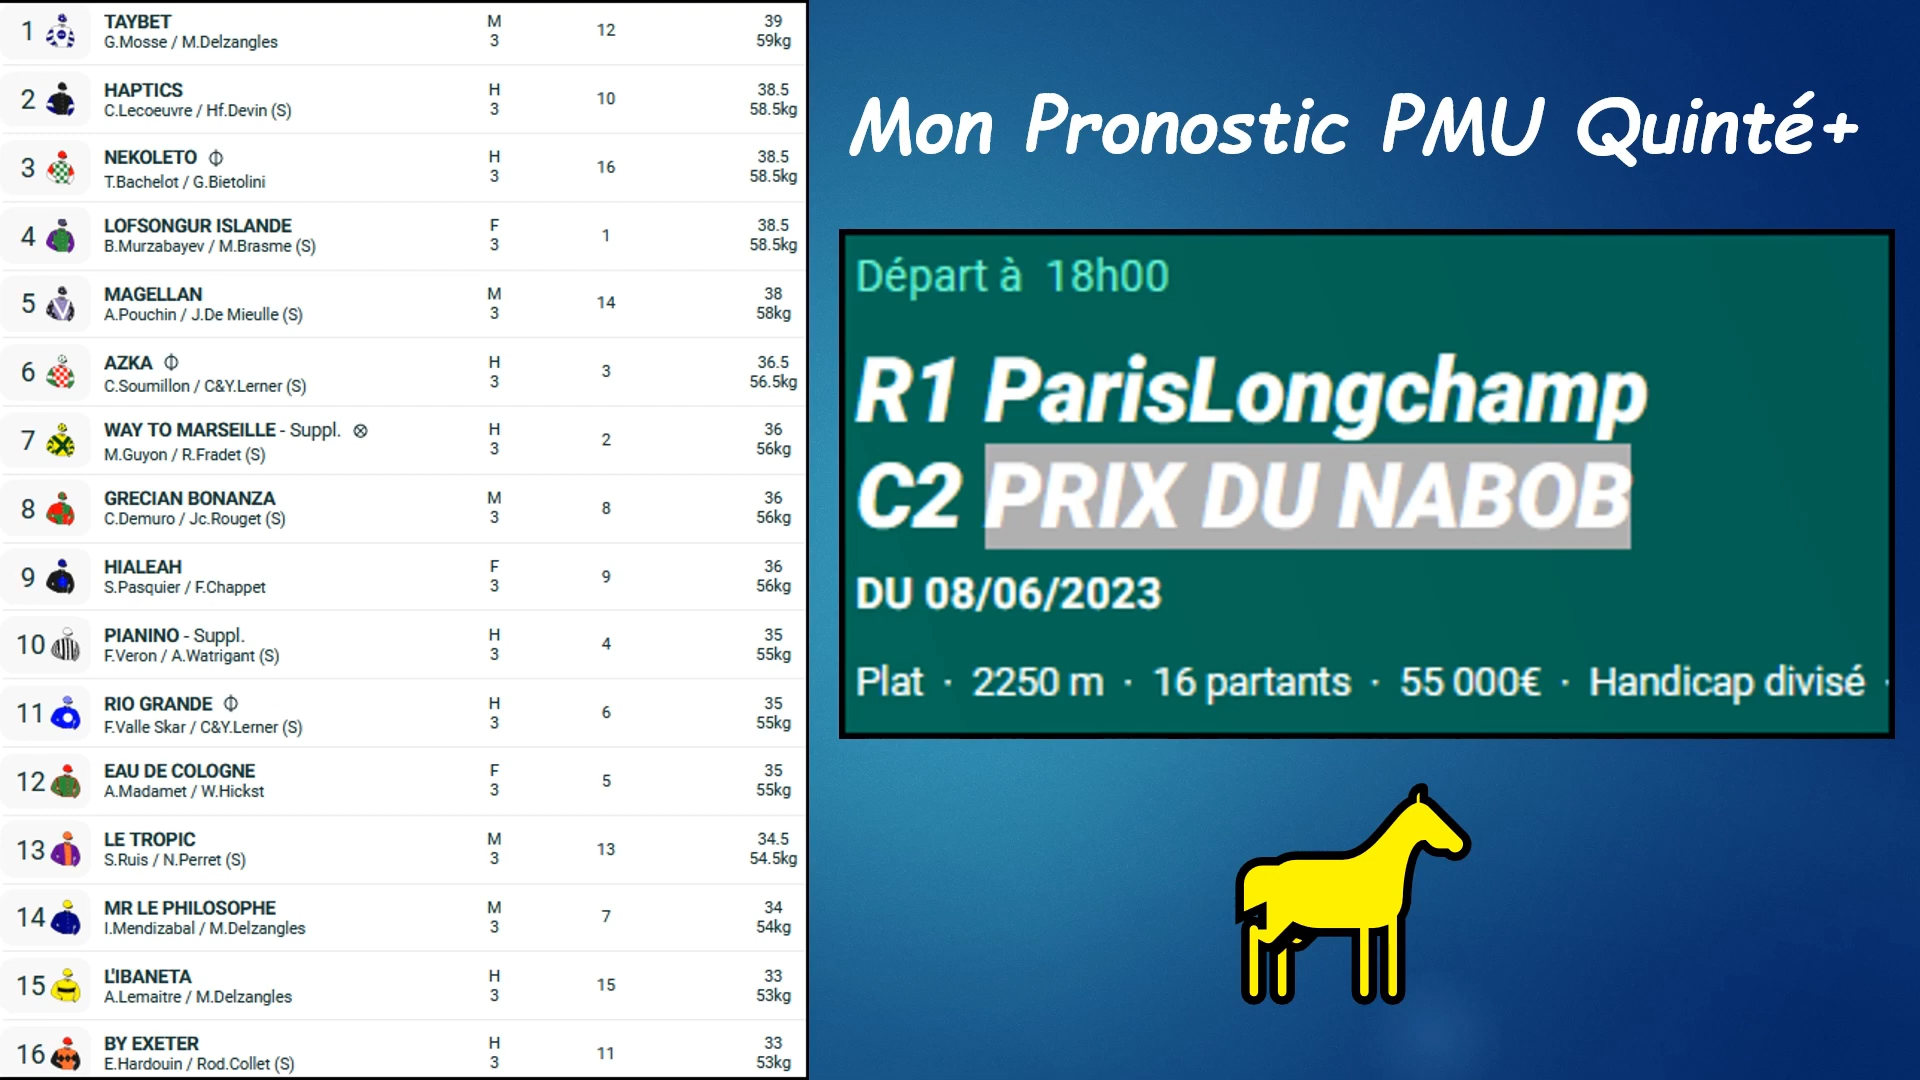 1 TAYBET M 12 39
G.Mosse / M.Delzangles 3 59kg
2 HAPTICS H 10 38.5
C.Lecoeuvre / Hf.Devin (S) 3 58.5kg
3 NEKOLETO H 16 38.5
T.Bachelot / G.Bietolini 3 58.5kg
4 LOFSONGUR ISLANDE F 1 38.5
B.Murzabayev / M.Brasme (S) 3 58.5kg
5 MAGELLAN M 14 38
A.Pouchin / J.De Mieulle (S) 3 58kg
6 AZKA H 3 36.5
C.Soumillon / C&Y.Lerner (S) 3 56.5kg
7 WAY TO MARSEILLE - Suppl. H 2 36
M.Guyon / R.Fradet (S) 3 56kg
8 GRECIAN BONANZA M 8 36
C.Demuro / Jc.Rouget (S) 3 56kg
9 HIALEAH F 9 36
S.Pasquier / F.Chappet 3 56kg
10 PIANINO - Suppl. H 4 35
F.Veron / A.Watrigant (S) 3 55kg
11 RIO GRANDE H 6 35
F.Valle Skar / C&Y.Lerner (S) 3 55kg
12 EAU DE COLOGNE F 5 35
A.Madamet / W.Hickst 3 55kg
13 LE TROPIC M 13 34.5
S.Ruis / N.Perret (S) 3 54.5kg
14 MR LE PHILOSOPHE M 7 34
I.Mendizabal / M.Delzangles 3 54kg
15 L'IBANETA H 15 33
A.Lemaitre / M.Delzangles 3 53kg
16 BY EXETER H 11 33
E.Hardouin / Rod.Collet (S) 3 53kg
Mon Pronostic PMU Quinté+
Départ à 18h00
R1 ParisLongchamp
C2 PRIX DU NABOB
DU 08/06/2023
Plat · 2250 m · 16 partants · 55 000€ · Handicap divisé ·